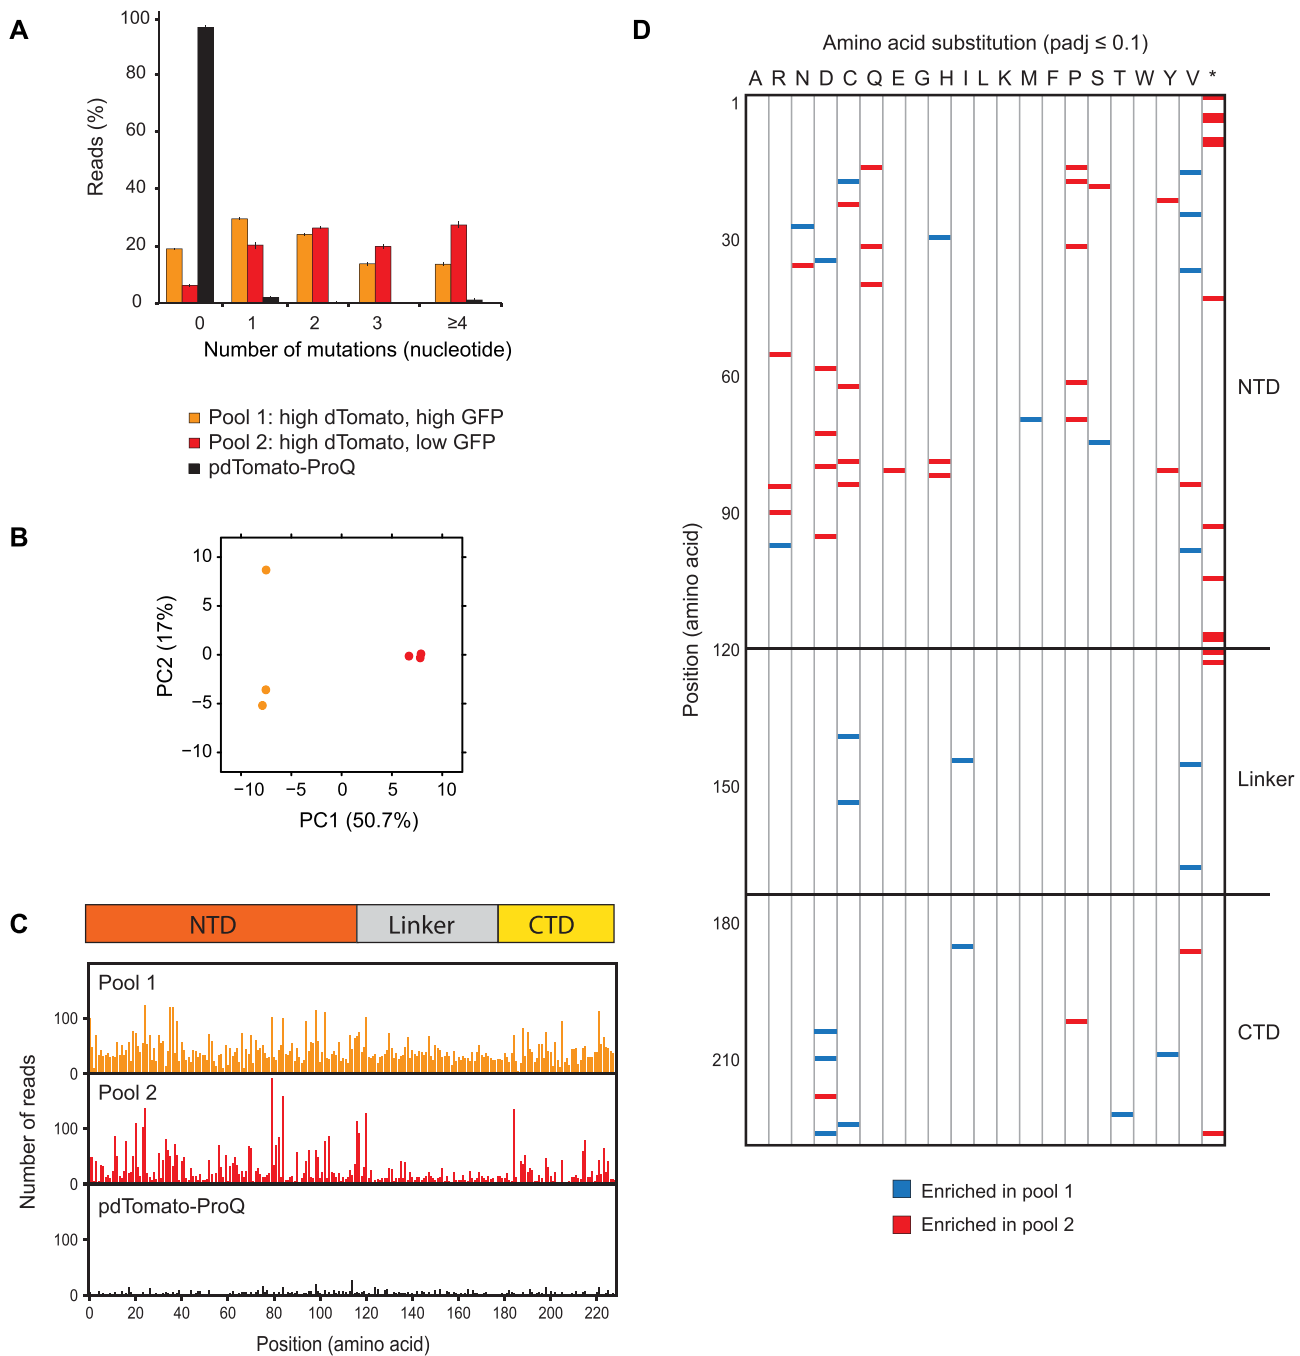 A
100
80
60
40
20
0
Reads (%)
0 1 2 3 ≥4
Number of mutations (nucleotide)
Pool 1: high dTomato, high GFP
Pool 2: high dTomato, low GFP
pdTomato-ProQ
B
10
5
0
−5
−10
PC2 (17%)
−10 −5 0 5 10
PC1 (50.7%)
C
NTD Linker CTD
Pool 1
100
0
Pool 2
100
0
pdTomato-ProQ
100
0
Number of reads
0 20 40 60 80 100 120 140 160 180 200 220
Position (amino acid)
D
Amino acid substitution (padj ≤ 0.1)
A R N D C Q E G H I L K M F P S T W Y V *
1
30
60
90
120
150
180
210
Position (amino acid)
NTD
Linker
CTD
Enriched in pool 1
Enriched in pool 2